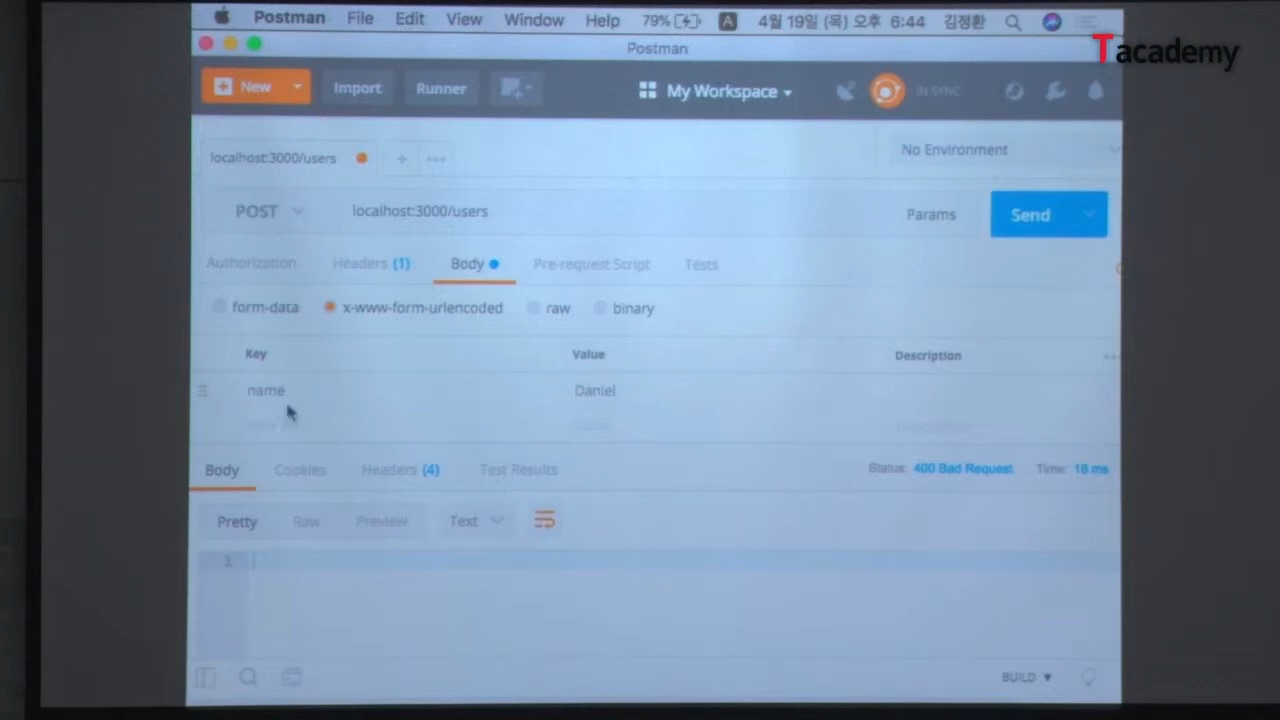 Postman File Edit View Window Help 79% A 4월 19일 (목) 오후 6:44 김정환
Postman
Tacademy
New Import Runner My Workspace IN SYNC
localhost:3000/users + ••• No Environment
POST localhost:3000/users Params Send
Authorization Headers (1) Body Pre-request Script Tests
form-data x-www-form-urlencoded raw binary
Key Value Description •••
name Daniel
Body Cookies Headers (4) Test Results Status: 400 Bad Request Time: 18 ms
Pretty Raw Preview Text
1
BUILD